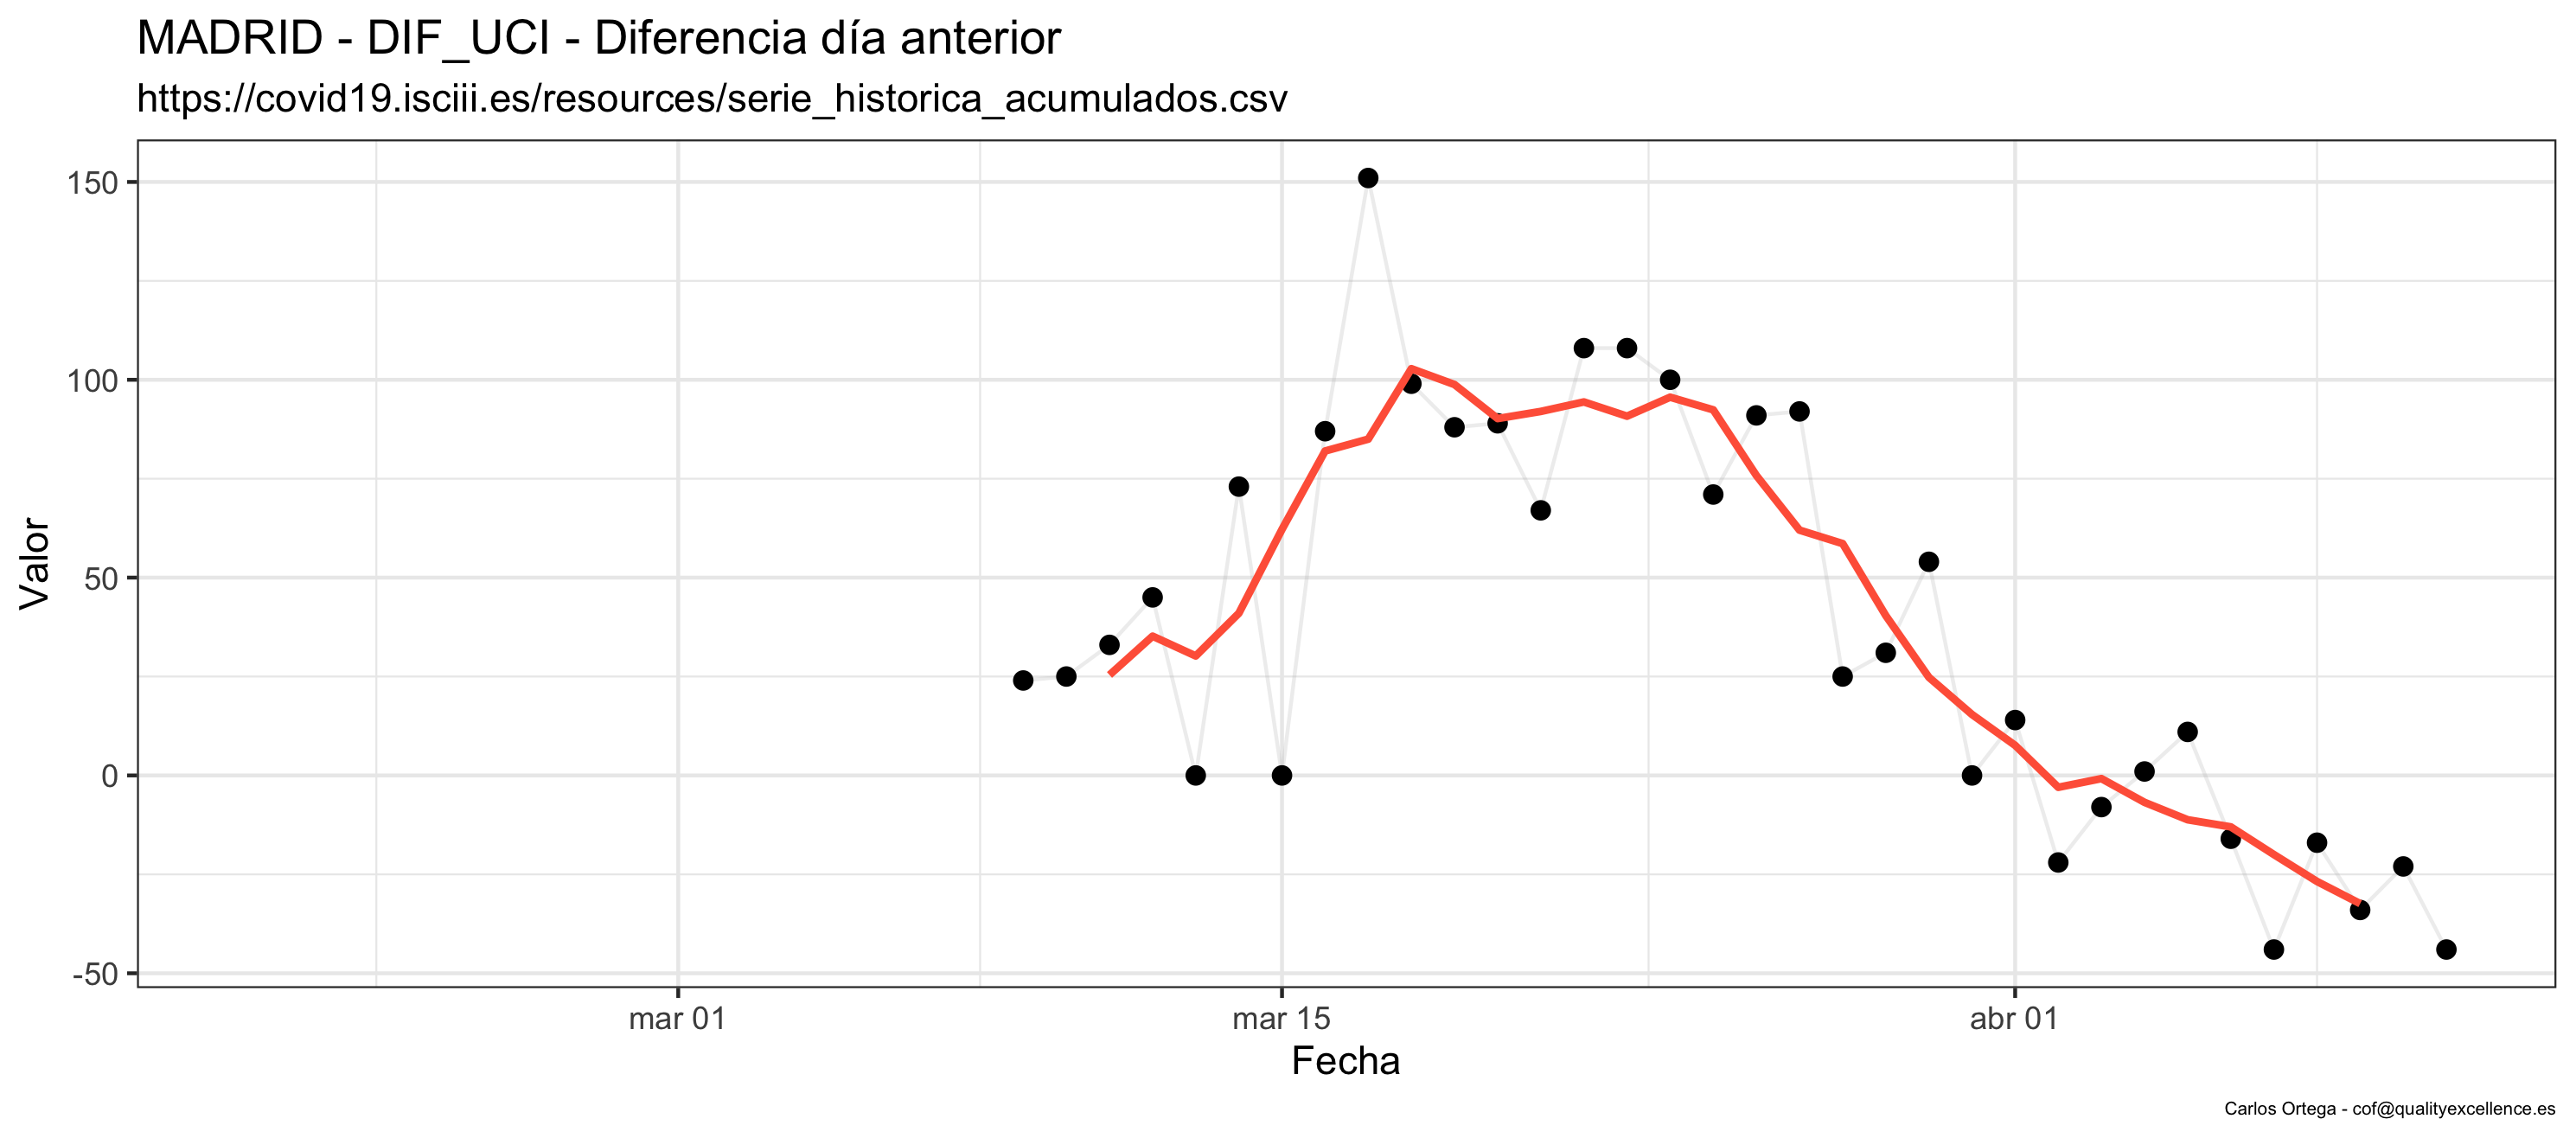 MADRID - DIF_UCI - Diferencia día anterior
https://covid19.isciii.es/resources/serie_historica_acumulados.csv
150
100
50
0
-50
Valor
mar 01
mar 15
abr 01
Fecha
Carlos Ortega - cof@qualityexcellence.es